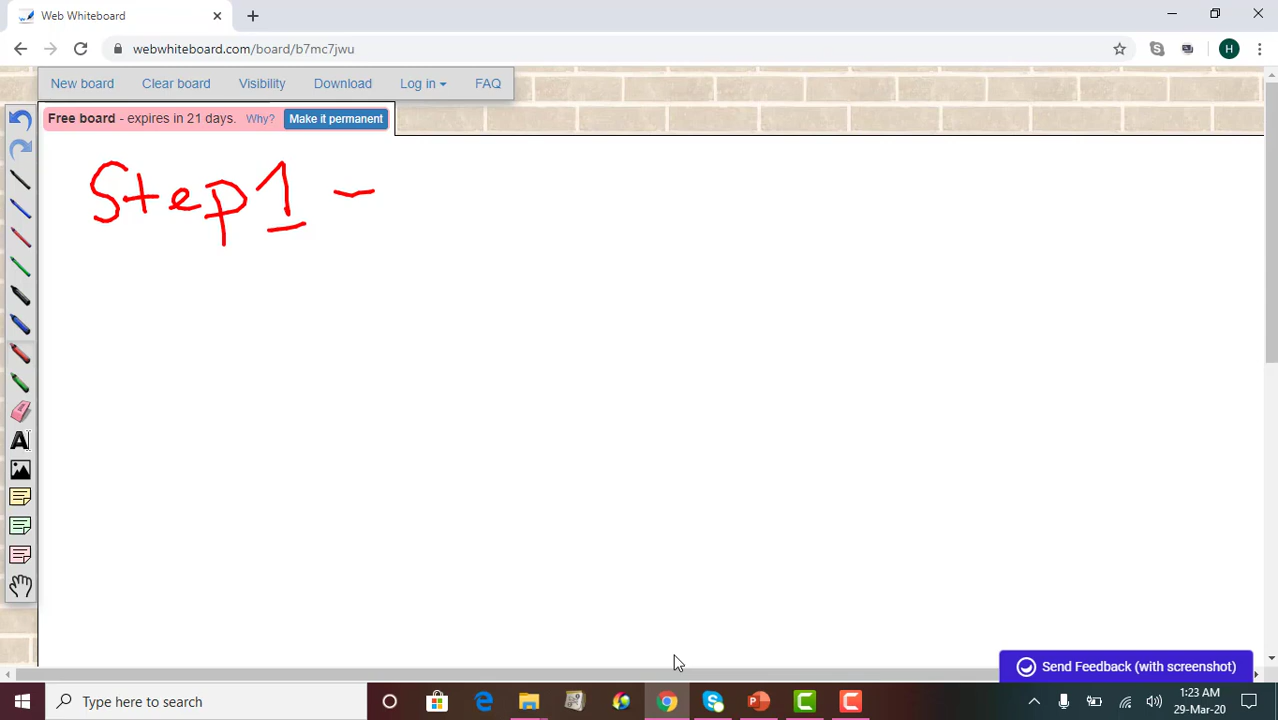 Web Whiteboard
webwhiteboard.com/board/b7mc7jwu
H
New board Clear board Visibility Download Log in FAQ
Free board - expires in 21 days. Why? Make it permanent
Step1 -
A
Send Feedback (with screenshot)
Type here to search
1:23 AM
29-Mar-20